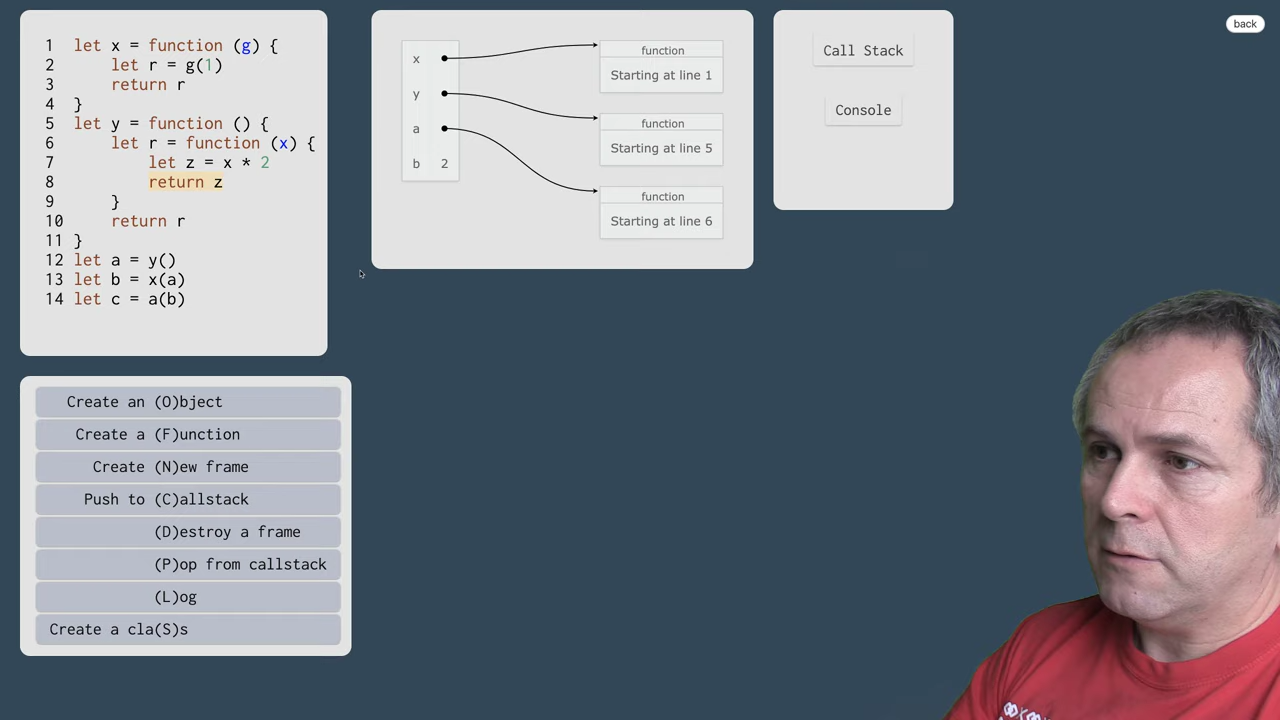 back
1 let x = function (g) {
2 let r = g(1)
3 return r
4 }
5 let y = function () {
6 let r = function (x) {
7 let z = x * 2
8 return z
9 }
10 return r
11 }
12 let a = y()
13 let b = x(a)
14 let c = a(b)
x
y
a
b 2
function
Starting at line 1
function
Starting at line 5
function
Starting at line 6
Call Stack
Console
Create an (O)bject
Create a (F)unction
Create (N)ew frame
Push to (C)allstack
(D)estroy a frame
(P)op from callstack
(L)og
Create a cla(S)s